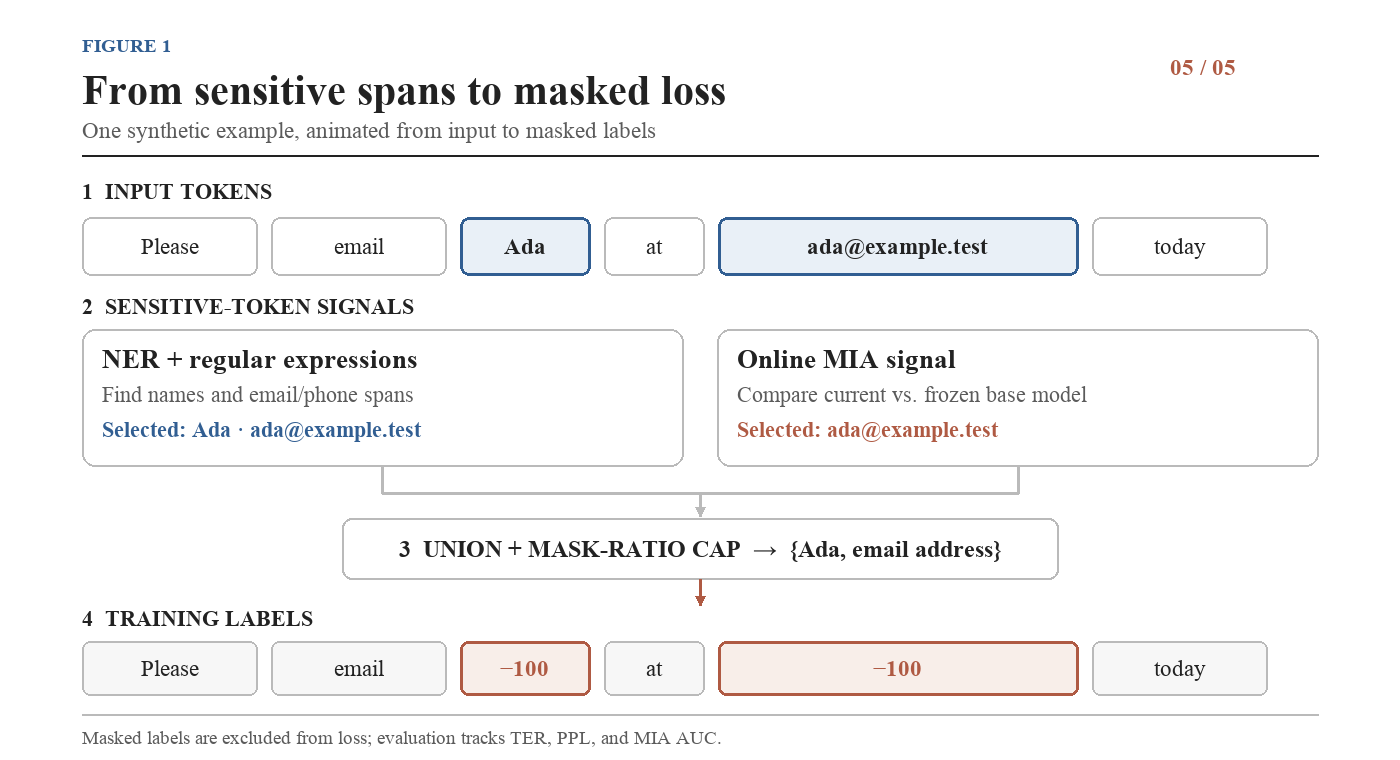 FIGURE 1
05 / 05
From sensitive spans to masked loss
One synthetic example, animated from input to masked labels
1 INPUT TOKENS
Please email Ada at ada@example.test today
2 SENSITIVE-TOKEN SIGNALS
NER + regular expressions
Find names and email/phone spans
Selected: Ada · ada@example.test
Online MIA signal
Compare current vs. frozen base model
Selected: ada@example.test
3 UNION + MASK-RATIO CAP → {Ada, email address}
4 TRAINING LABELS
Please email −100 at −100 today
Masked labels are excluded from loss; evaluation tracks TER, PPL, and MIA AUC.